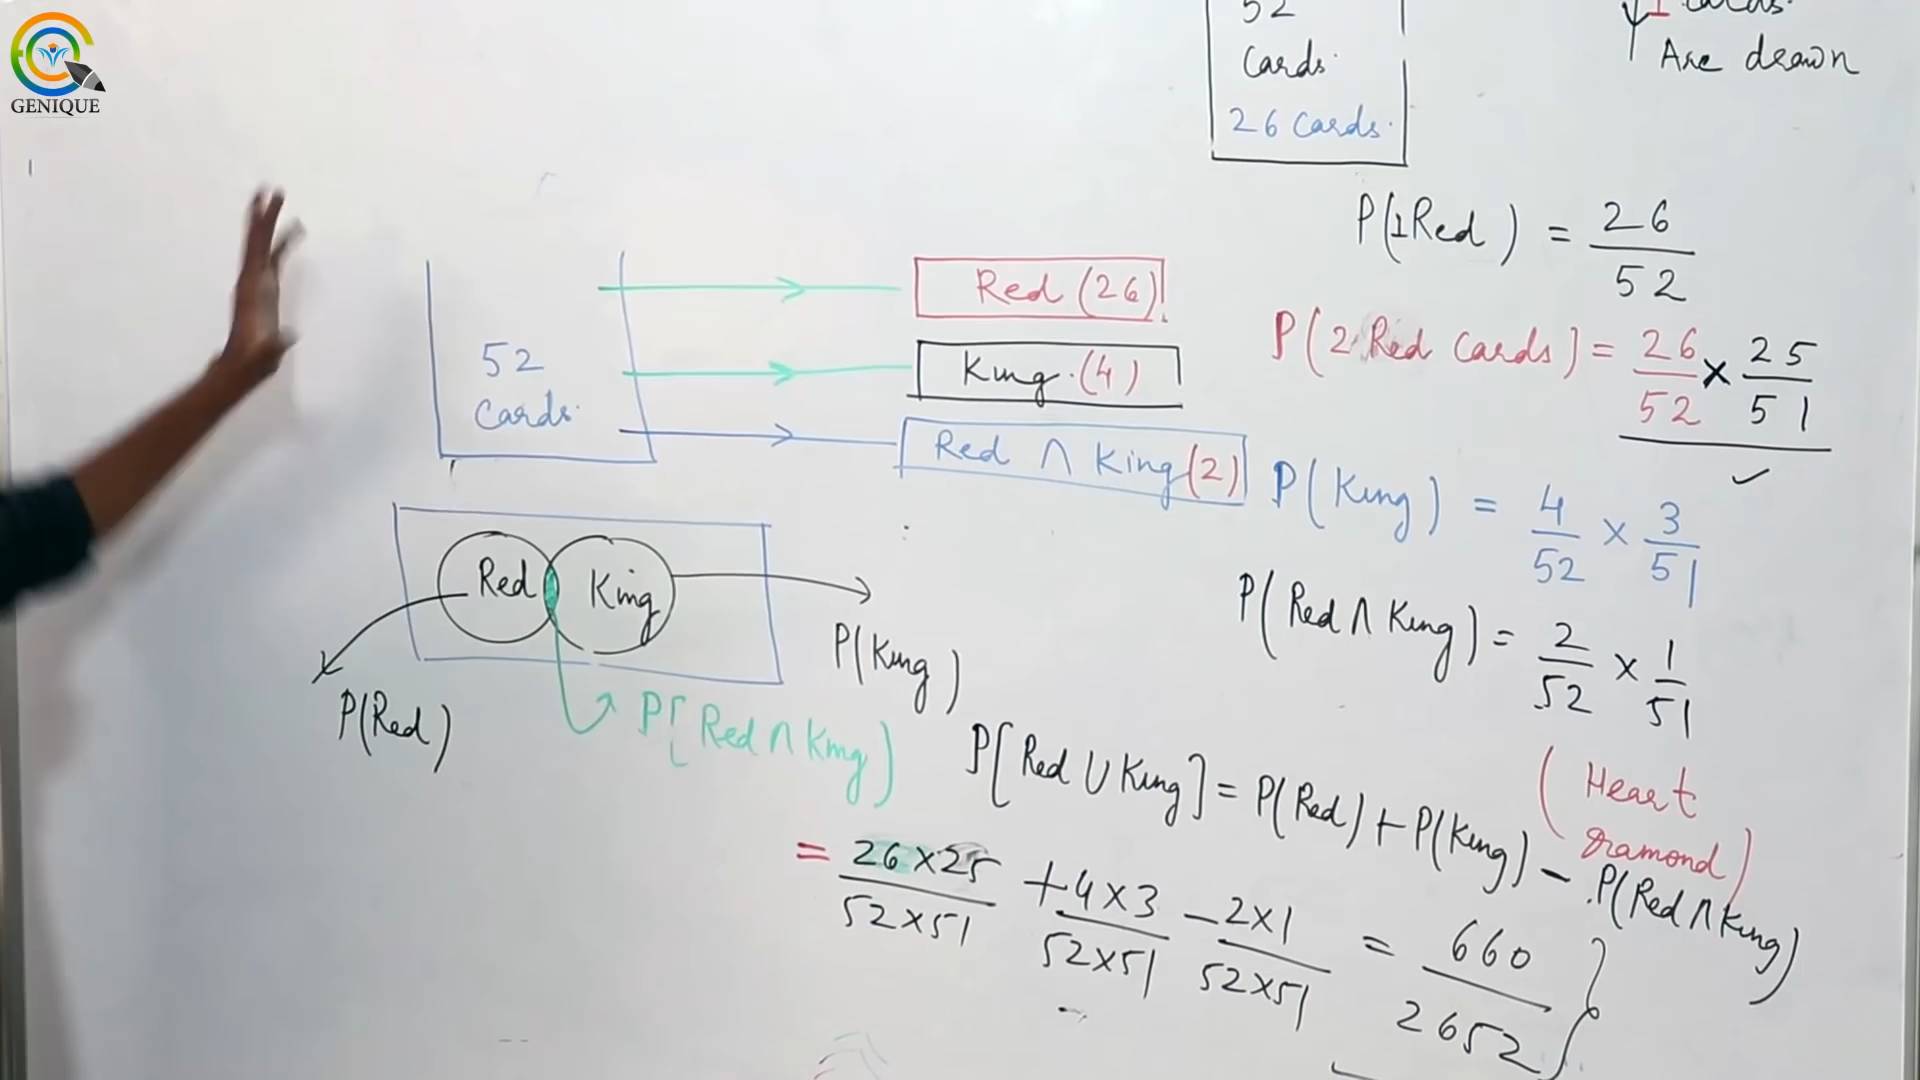 GENIQUE
52
Cards.
26 Cards.
Are drawn
P(1Red) = 26/52
P(2 Red Cards) = 26/52 × 25/51
52
Cards.
Red (26)
King.(4)
Red ∩ King(2)
P(King) = 4/52 × 3/51
P(Red ∩ King) = 2/52 × 1/51
Red
King
P(Red)
P(King)
P[Red ∩ King)
(Heart
Diamond)
P[Red ∪ King] = P(Red) + P(King) - P(Red ∩ King)
= 26×25/52×51 + 4×3/52×51 - 2×1/52×51 = 660/2652